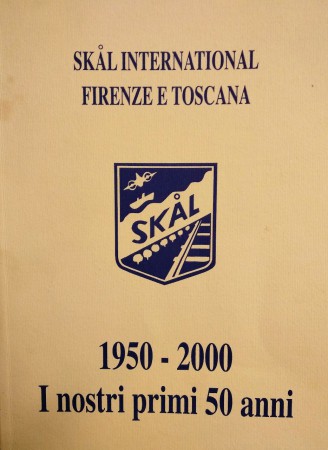 SKÅL INTERNATIONAL
FIRENZE E TOSCANA
SKÅL
1950 - 2000
I nostri primi 50 anni